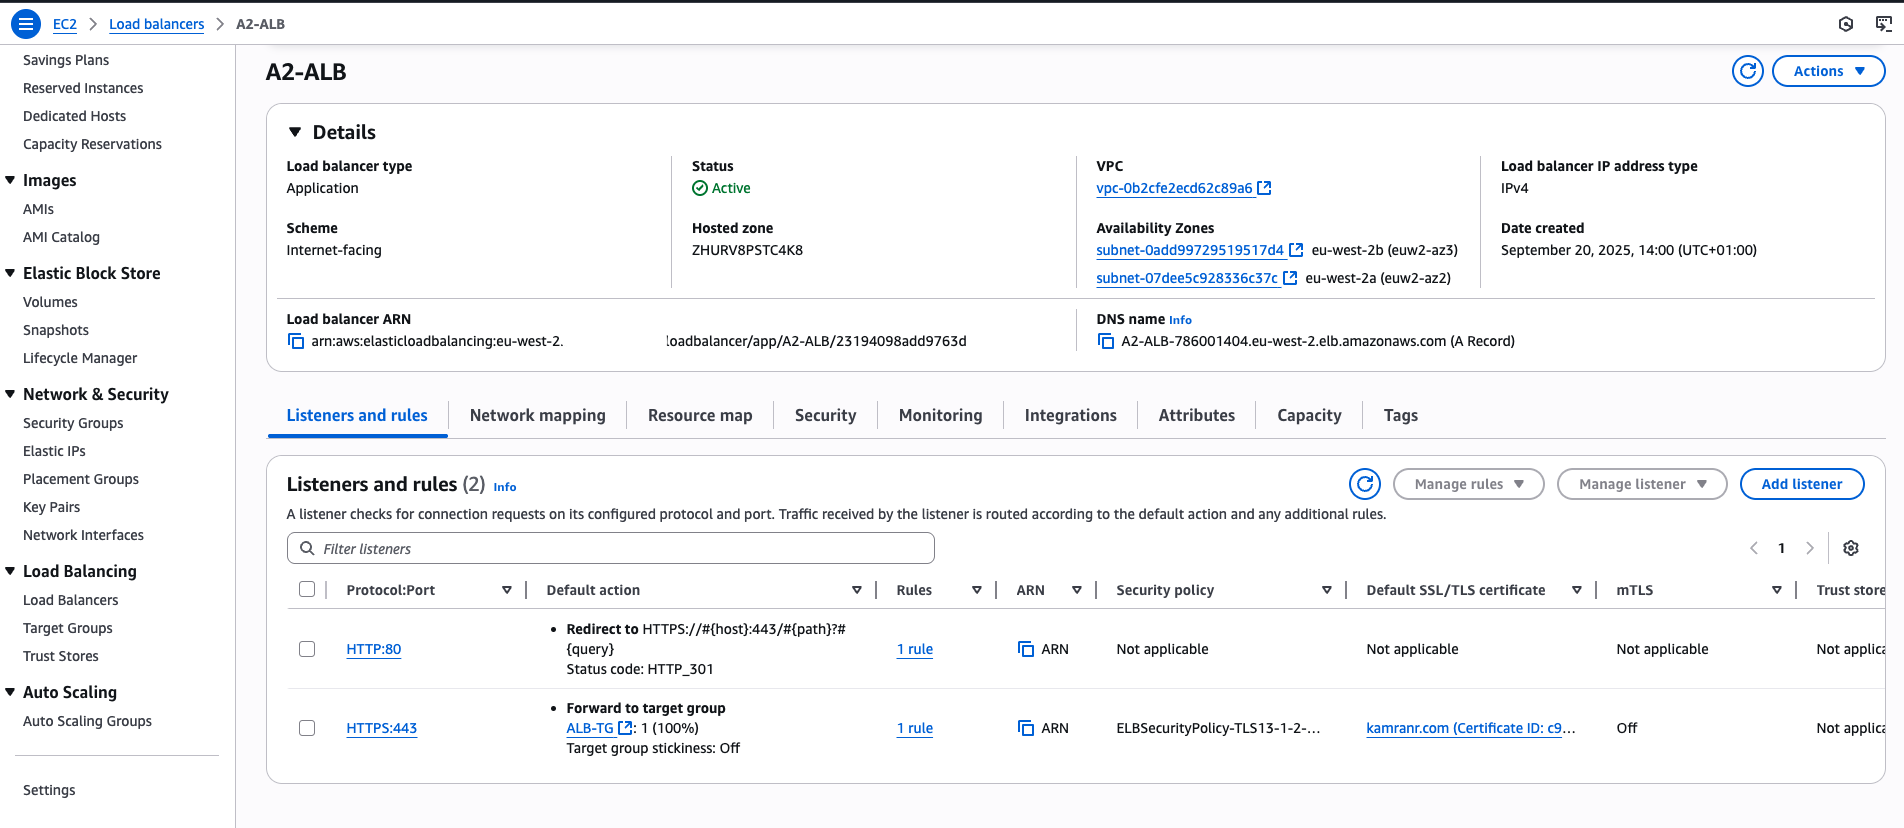 EC2 > Load balancers > A2-ALB
Savings Plans
Reserved Instances
Dedicated Hosts
Capacity Reservations
Images
AMIs
AMI Catalog
Elastic Block Store
Volumes
Snapshots
Lifecycle Manager
Network & Security
Security Groups
Elastic IPs
Placement Groups
Key Pairs
Network Interfaces
Load Balancing
Load Balancers
Target Groups
Trust Stores
Auto Scaling
Auto Scaling Groups
Settings
A2-ALB
Actions
Details
Load balancer type
Application
Status
Active
VPC
vpc-0b2cfe2ecd62c89a6
Load balancer IP address type
IPv4
Scheme
Internet-facing
Hosted zone
ZHURV8PSTC4K8
Availability Zones
subnet-0add99729519517d4 eu-west-2b (euw2-az3)
subnet-07dee5c928336c37c eu-west-2a (euw2-az2)
Date created
September 20, 2025, 14:00 (UTC+01:00)
Load balancer ARN
arn:aws:elasticloadbalancing:eu-west-2. loadbalancer/app/A2-ALB/23194098add9763d
DNS name Info
A2-ALB-786001404.eu-west-2.elb.amazonaws.com (A Record)
Listeners and rules Network mapping Resource map Security Monitoring Integrations Attributes Capacity Tags
Listeners and rules (2) Info
Manage rules Manage listener Add listener
A listener checks for connection requests on its configured protocol and port. Traffic received by the listener is routed according to the default action and any additional rules.
Filter listeners
1
Protocol:Port Default action Rules ARN Security policy Default SSL/TLS certificate mTLS Trust store
HTTP:80
• Redirect to HTTPS://#{host}:443/#{path}?#
{query}
Status code: HTTP_301
1 rule
ARN
Not applicable
Not applicable
Not applicable
Not applica
HTTPS:443
• Forward to target group
ALB-TG : 1 (100%)
Target group stickiness: Off
1 rule
ARN
ELBSecurityPolicy-TLS13-1-2-...
kamranr.com (Certificate ID: c9...
Off
Not applica